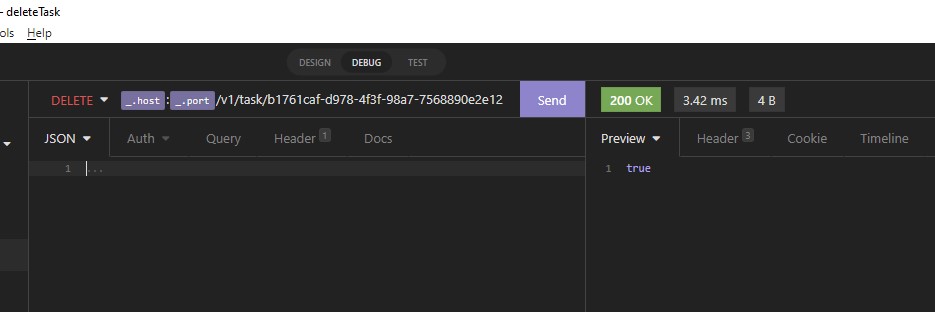 - deleteTask
ols Help
DESIGN DEBUG TEST
DELETE _.host : _.port /v1/task/b1761caf-d978-4f3f-98a7-7568890e2e12 Send 200 OK 3.42 ms 4 B
JSON Auth Query Header 1 Docs Preview Header 3 Cookie Timeline
1 ... 1 true